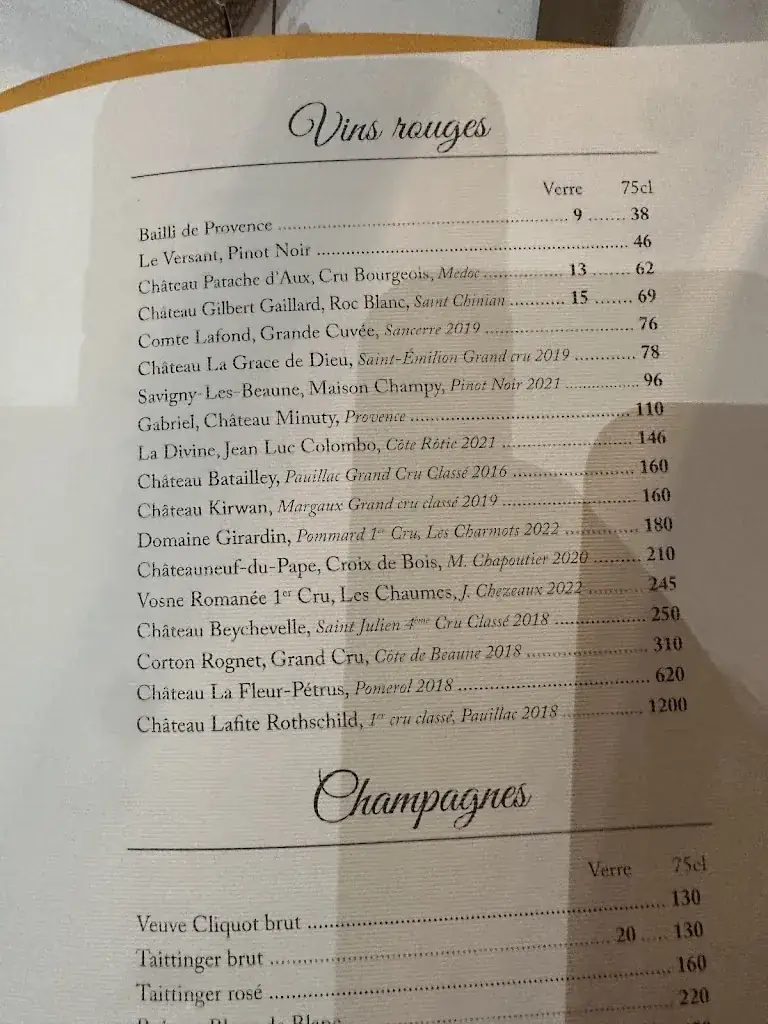 Vins rouges
Verre 75cl
Bailli de Provence 9 38
Le Versant, Pinot Noir 46
Château Patache d'Aux, Cru Bourgeois, Medoc 13 62
Château Gilbert Gaillard, Roc Blanc, Saint Chinian 15 69
Comte Lafond, Grande Cuvée, Sancerre 2019 76
Château La Grace de Dieu, Saint-Émilion Grand cru 2019 78
Savigny-Les-Beaune, Maison Champy, Pinot Noir 2021 96
Gabriel, Château Minuty, Provence 110
La Divine, Jean Luc Colombo, Côte Rôtie 2021 146
Château Batailley, Pauillac Grand Cru Classé 2016 160
Château Kirwan, Margaux Grand cru classé 2019 160
Domaine Girardin, Pommard 1er Cru, Les Charmots 2022 180
Châteauneuf-du-Pape, Croix de Bois, M. Chapoutier 2020 210
Vosne Romanée 1er Cru, Les Chaumes, J. Chezeaux 2022 245
Château Beychevelle, Saint Julien 4ème Cru Classé 2018 250
Corton Rognet, Grand Cru, Côte de Beaune 2018 310
Château La Fleur-Pétrus, Pomerol 2018 620
Château Lafite Rothschild, 1er cru classé, Pauillac 2018 1200
Champagnes
Verre 75cl
Veuve Cliquot brut 130
Taittinger brut 20 130
Taittinger rosé 160
220